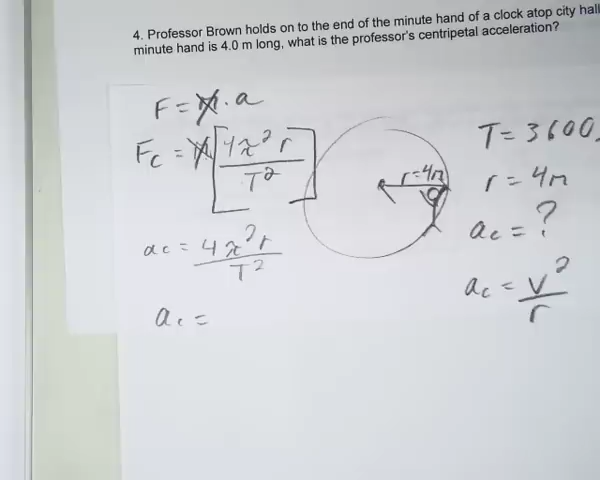 4. Professor Brown holds on to the end of the minute hand of a clock atop city hall
minute hand is 4.0 m long, what is the professor's centripetal acceleration?
F = m · a
Fc = m [4π²r / T²]
ac = 4π²r / T²
ac =
r = 4m
T = 3600
r = 4m
ac = ?
ac = v² / r